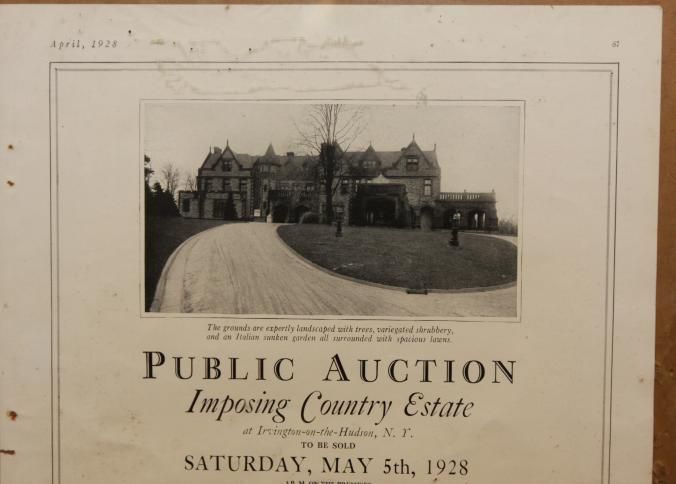 April, 1928
67
The grounds are expertly landscaped with trees, variegated shrubbery,
and an Italian sunken garden all surrounded with spacious lawns.
PUBLIC AUCTION
Imposing Country Estate
at Irvington-on-the-Hudson, N. Y.
TO BE SOLD
SATURDAY, MAY 5th, 1928